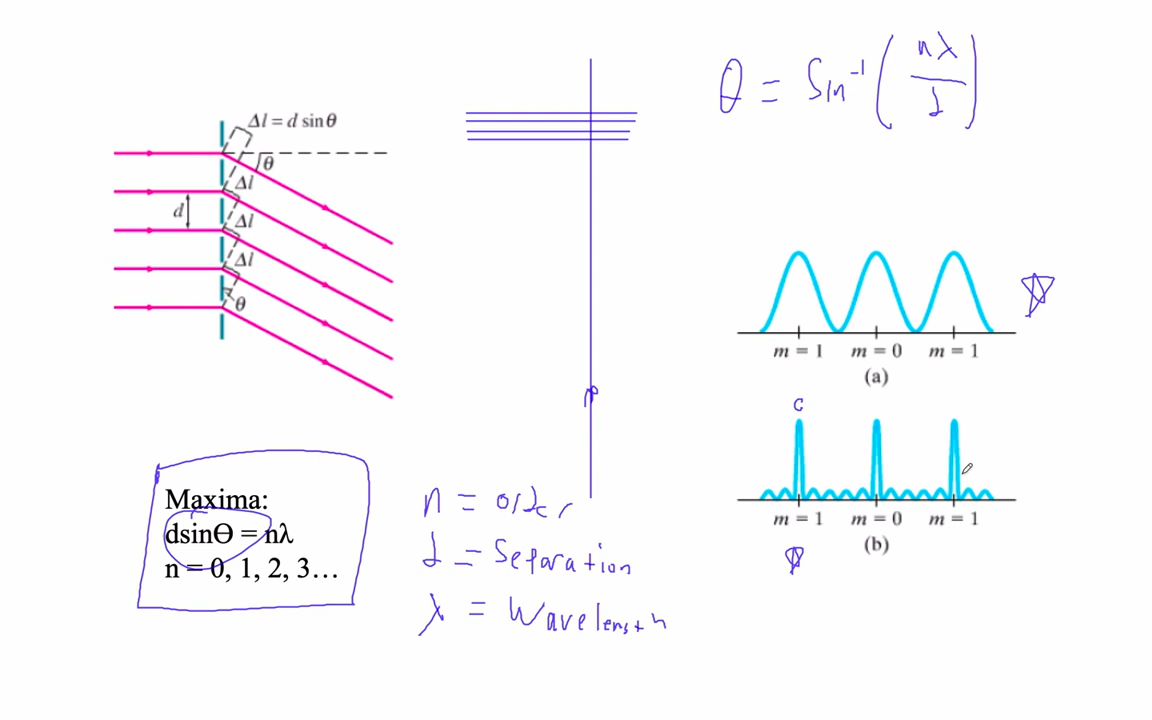 Δl = d sin θ
θ
Δl
d
Δl
Δl
θ
θ = Sin⁻¹ (nλ/d)
m = 1 m = 0 m = 1
(a)
c
m = 1 m = 0 m = 1
(b)
Maxima:
dsinΘ = nλ
n = 0, 1, 2, 3…
n = order
d = Separation
λ = Wavelength